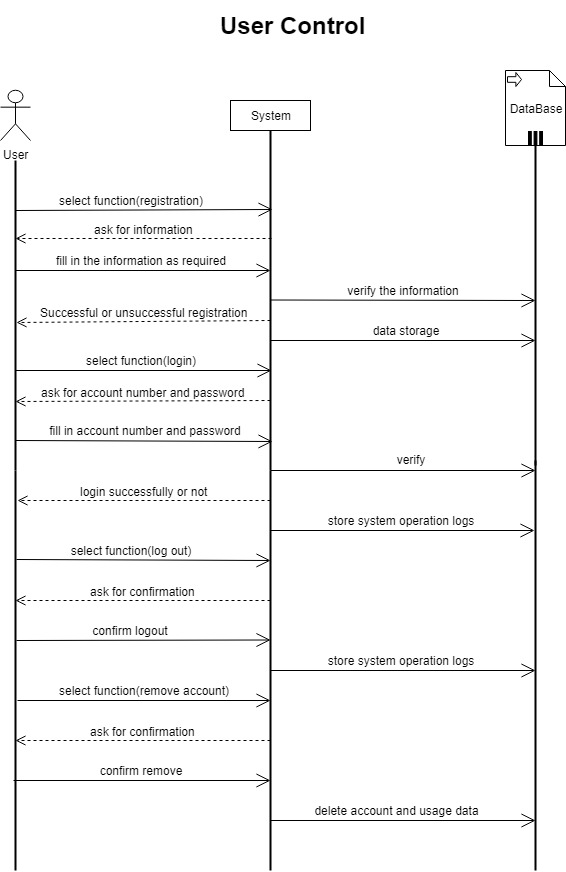 User Control
User
System
DataBase
select function(registration)
ask for information
fill in the information as required
verify the information
Successful or unsuccessful registration
data storage
select function(login)
ask for account number and password
fill in account number and password
verify
login successfully or not
store system operation logs
select function(log out)
ask for confirmation
confirm logout
store system operation logs
select function(remove account)
ask for confirmation
confirm remove
delete account and usage data